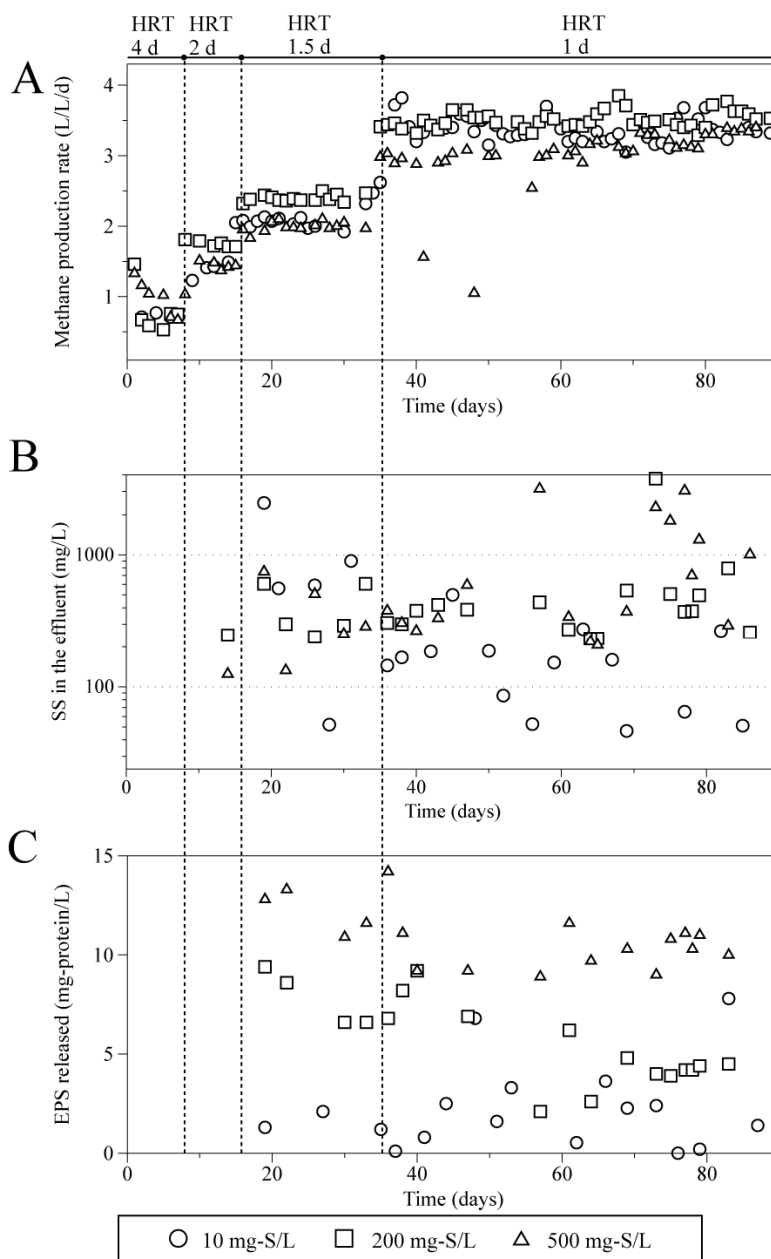 HRT HRT HRT HRT
4 d 2 d 1.5 d 1 d
A
Methane production rate (L/L/d)
4
3
2
1
0 20 40 60 80
Time (days)
B
SS in the effluent (mg/L)
1000
100
0 20 40 60 80
Time (days)
C
EPS released (mg-protein/L)
15
10
5
0
0 20 40 60 80
Time (days)
10 mg-S/L 200 mg-S/L 500 mg-S/L